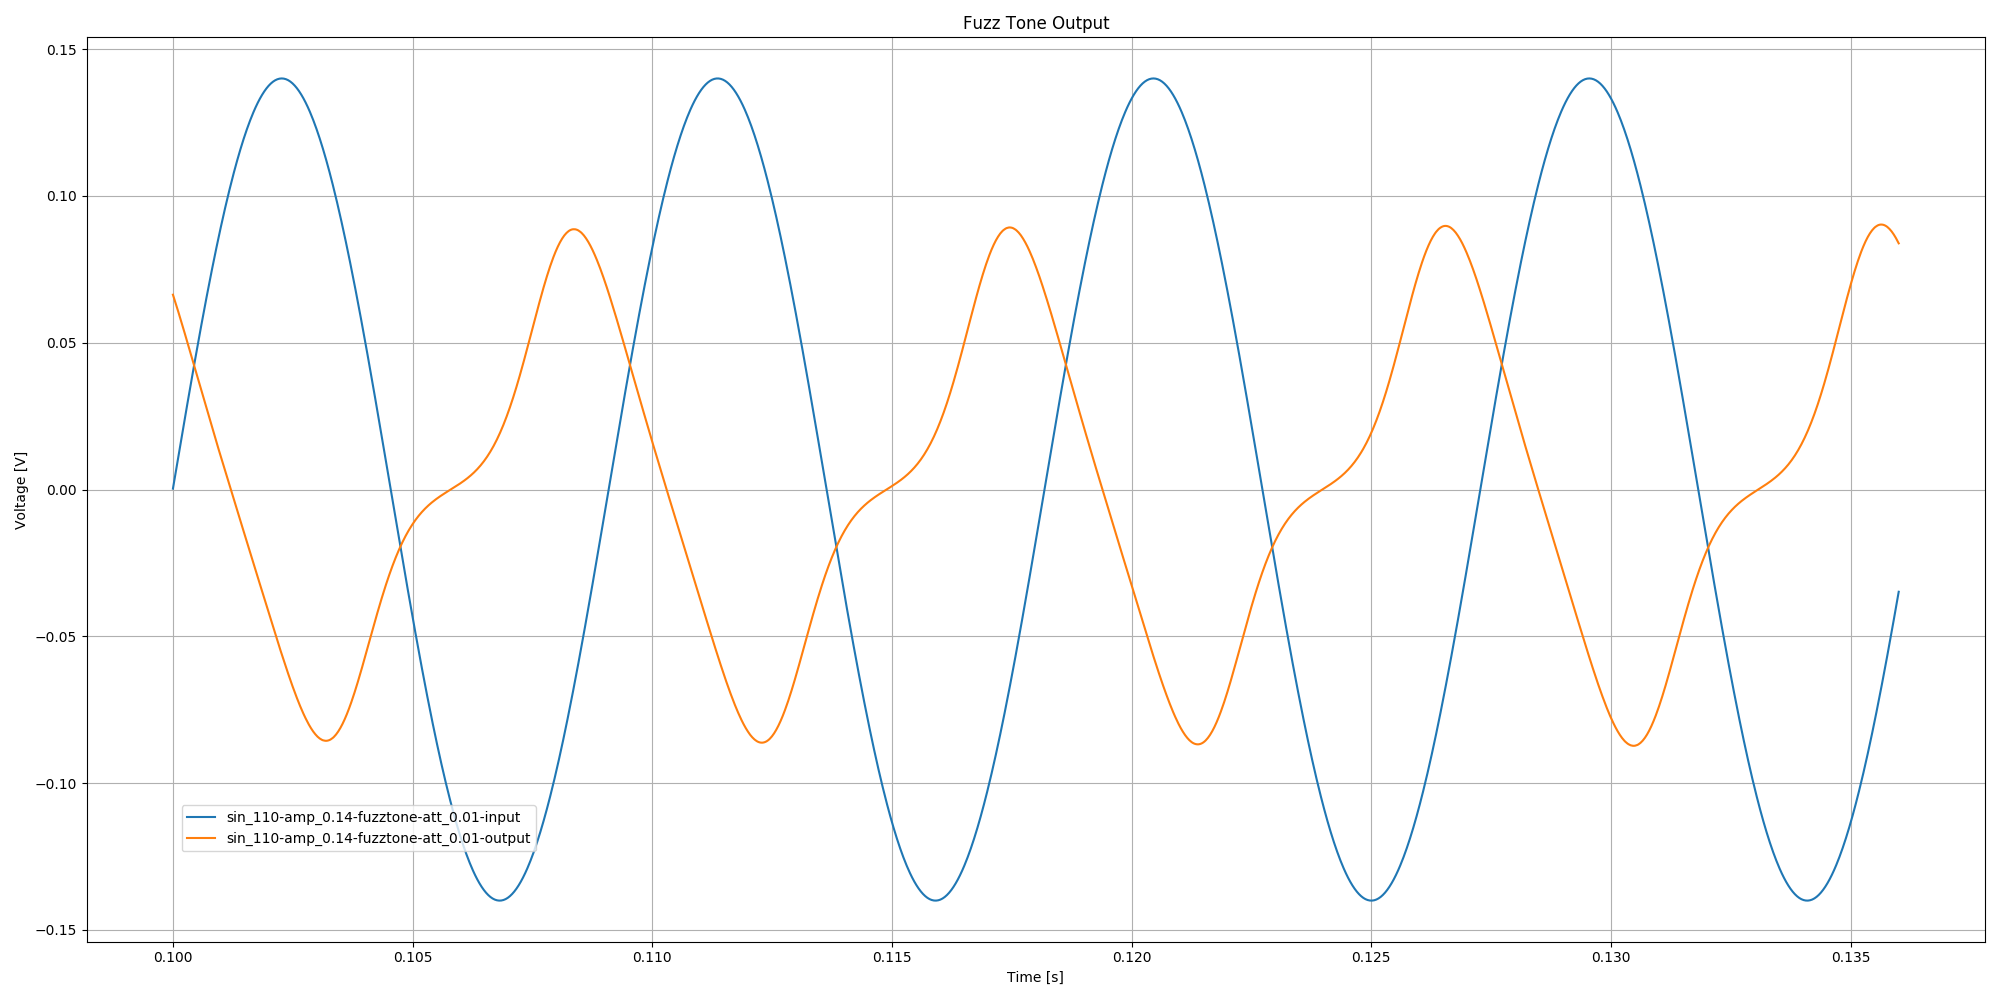 Fuzz Tone Output
0.15
0.10
0.05
0.00
−0.05
−0.10
−0.15
Voltage [V]
sin_110-amp_0.14-fuzztone-att_0.01-input
sin_110-amp_0.14-fuzztone-att_0.01-output
0.100 0.105 0.110 0.115 0.120 0.125 0.130 0.135
Time [s]